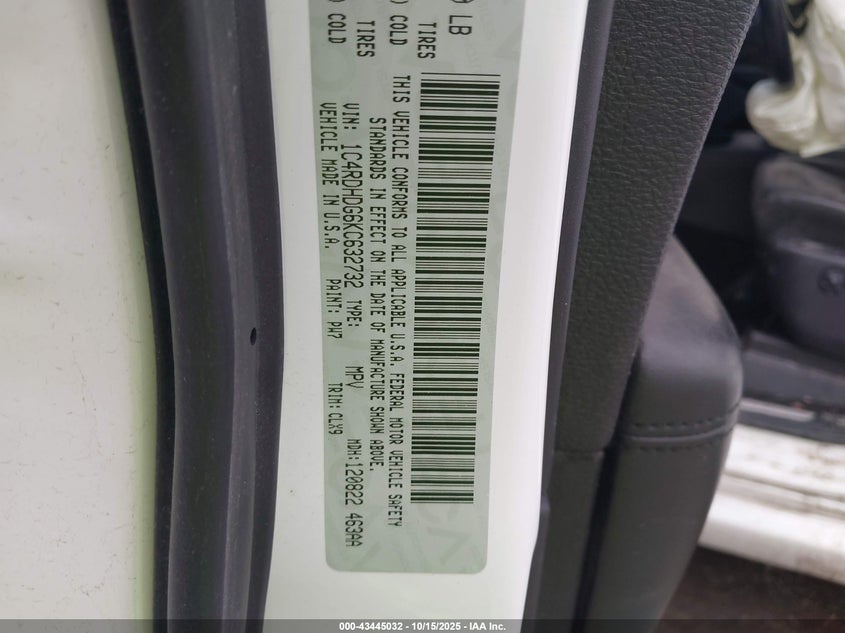 LB
TIRES
) COLD
TIRES
) COLD
THIS VEHICLE CONFORMS TO ALL APPLICABLE U.S.A. FEDERAL MOTOR VEHICLE SAFETY
STANDARDS IN EFFECT ON THE DATE OF MANUFACTURE SHOWN ABOVE.
VIN: 1C4RDHDG6KC632732 TYPE: MPV MDH:120822 463AA
VEHICLE MADE IN U.S.A. PAINT: PW7 TRIM:CLX9
000-43445032 | 10/15/2025 - IAA Inc.